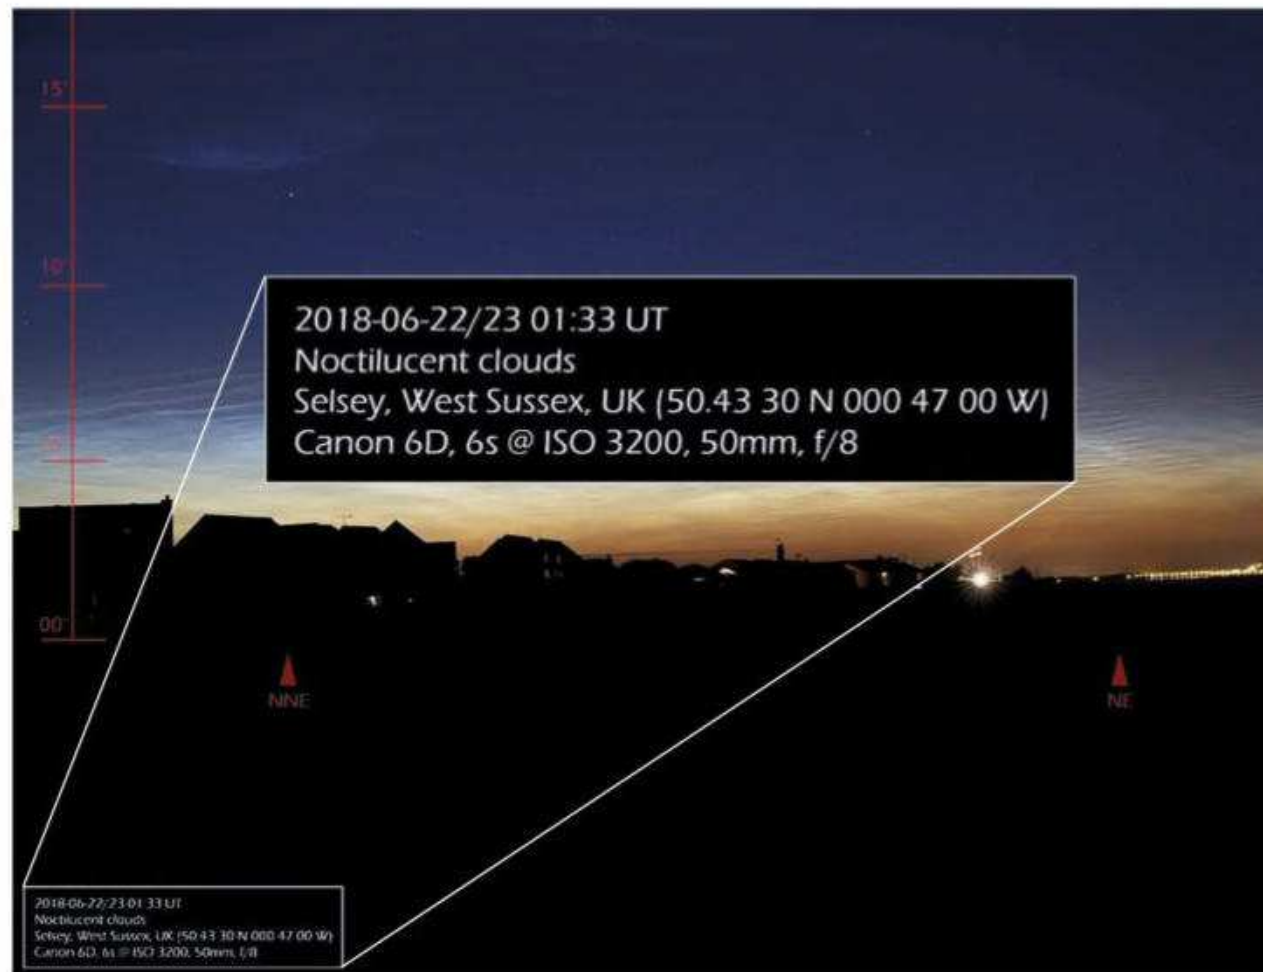 15°
10°
2018-06-22/23 01:33 UT
Noctilucent clouds
Selsey, West Sussex, UK (50.43 30 N 000 47 00 W)
Canon 6D, 6s @ ISO 3200, 50mm, f/8
00°
NNE
NE
2018-06-22/23 01 33 UT
Noctilucent clouds
Selsey, West Sussex, UK (50 43 30 N 000 47 00 W)
Canon 6D, 6s @ ISO 3200, 50mm, f/8